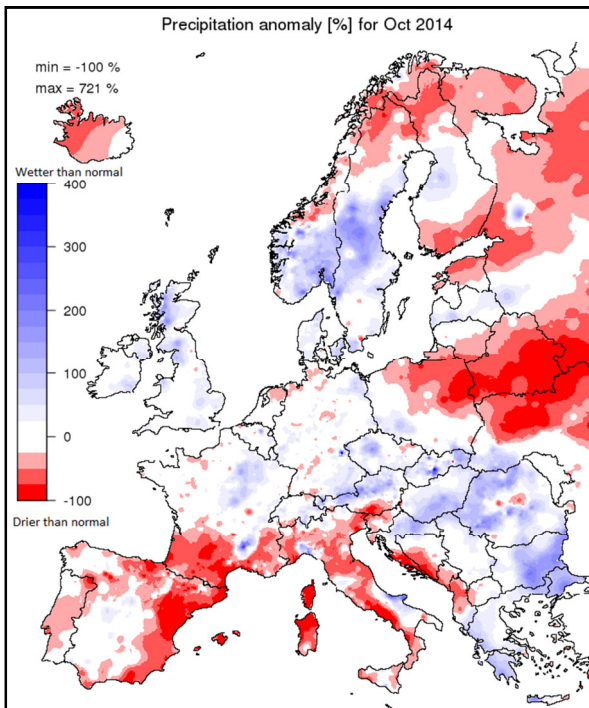 Precipitation anomaly [%] for Oct 2014
min = -100 %
max = 721 %
Wetter than normal
400
300
200
100
0
-100
Drier than normal